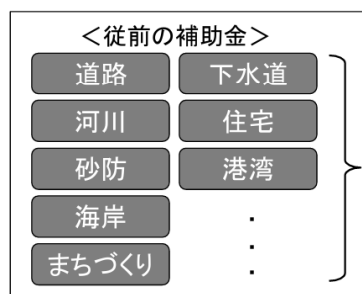 ＜従前の補助金＞
道路
下水道
河川
住宅
砂防
港湾
海岸
まちづくり
・
・
・